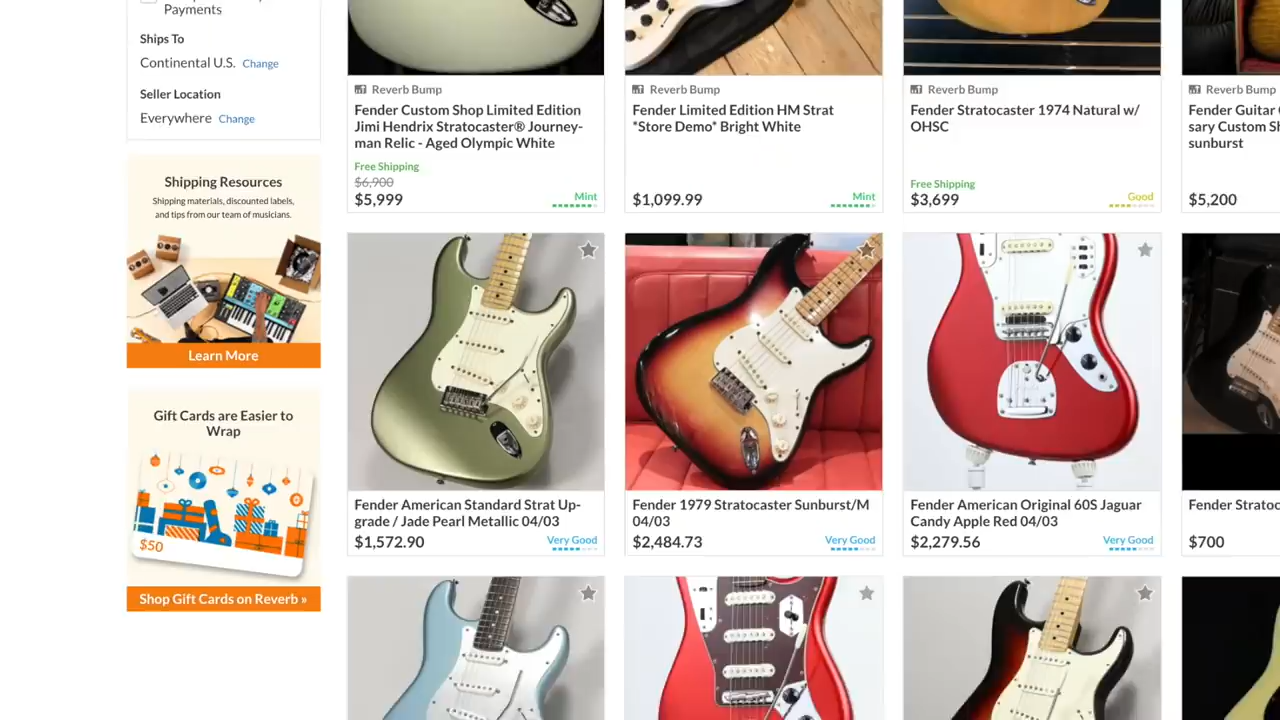 Payments
Ships To
Continental U.S. Change
Seller Location
Everywhere Change
Shipping Resources
Shipping materials, discounted labels,
and tips from our team of musicians.
Learn More
Gift Cards are Easier to
Wrap
$50
Shop Gift Cards on Reverb »
Reverb Bump
Fender Custom Shop Limited Edition
Jimi Hendrix Stratocaster® Journey-
man Relic - Aged Olympic White
Free Shipping
$6,900
$5,999
Mint
Reverb Bump
Fender Limited Edition HM Strat
*Store Demo* Bright White
$1,099.99
Mint
Reverb Bump
Fender Stratocaster 1974 Natural w/
OHSC
Free Shipping
$3,699
Good
Reverb Bump
Fender Guitar
sary Custom
sunburst
$5,200
Fender American Standard Strat Up-
grade / Jade Pearl Metallic 04/03
$1,572.90
Very Good
Fender 1979 Stratocaster Sunburst/M
04/03
$2,484.73
Very Good
Fender American Original 60S Jaguar
Candy Apple Red 04/03
$2,279.56
Very Good
Fender Stratoc
$700